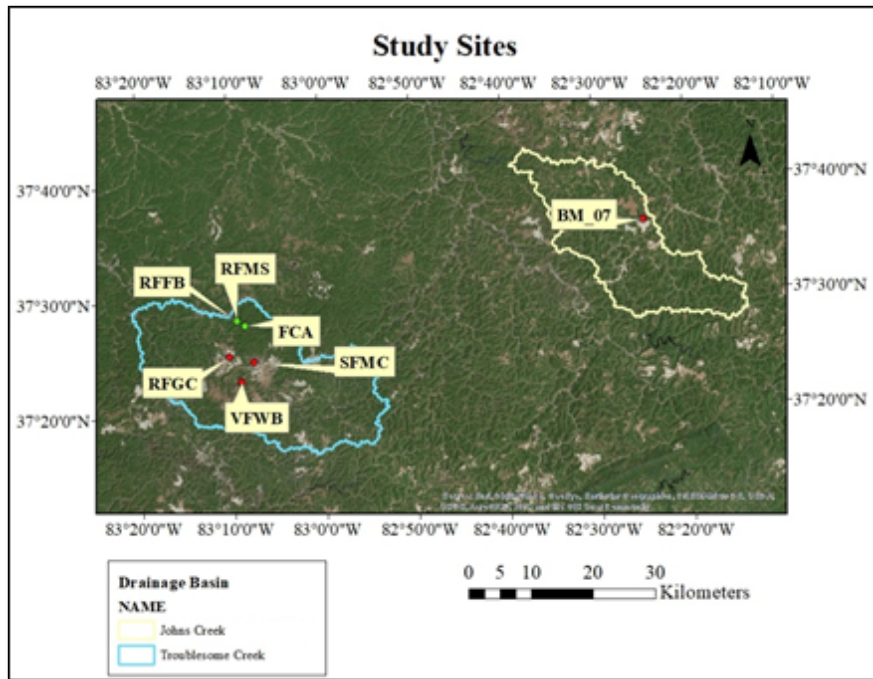 Study Sites
83°20'0"W 83°10'0"W 83°0'0"W 82°50'0"W 82°40'0"W 82°30'0"W 82°20'0"W 82°10'0"W
N
37°40'0"N
37°40'0"N
BM_07
RFMS
RFFB
37°30'0"N
37°30'0"N
FCA
SFMC
RFGC
VFWB
37°20'0"N
37°20'0"N
83°20'0"W 83°10'0"W 83°0'0"W 82°50'0"W 82°40'0"W 82°30'0"W 82°20'0"W
Drainage Basin
NAME
Johns Creek
Troublesome Creek
0 5 10 20 30
Kilometers